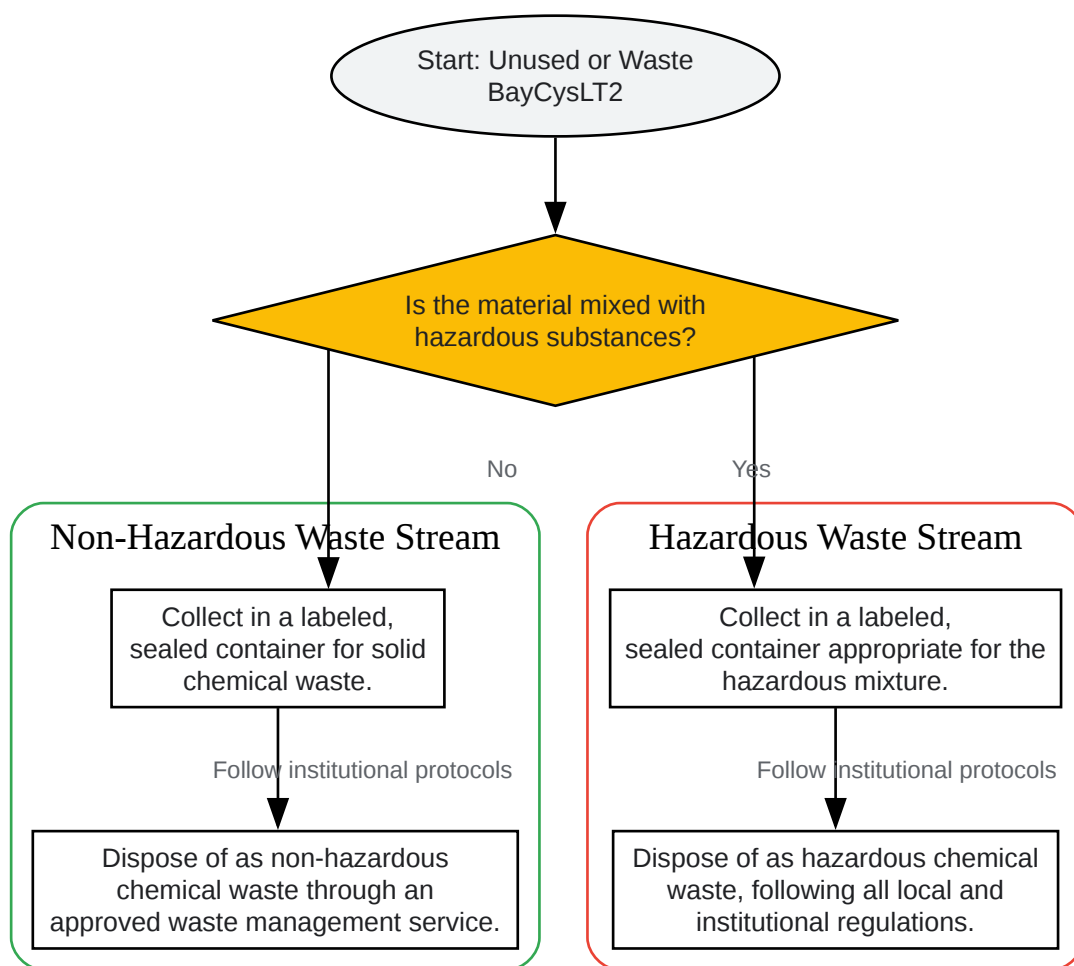 Start: Unused or Waste
BayCysLT2
Is the material mixed with
hazardous substances?
No
Yes
Non-Hazardous Waste Stream
Collect in a labeled,
sealed container for solid
chemical waste.
Follow institutional protocols
Dispose of as non-hazardous
chemical waste through an
approved waste management service.
Hazardous Waste Stream
Collect in a labeled,
sealed container appropriate for the
hazardous mixture.
Follow institutional protocols
Dispose of as hazardous chemical
waste, following all local and
institutional regulations.